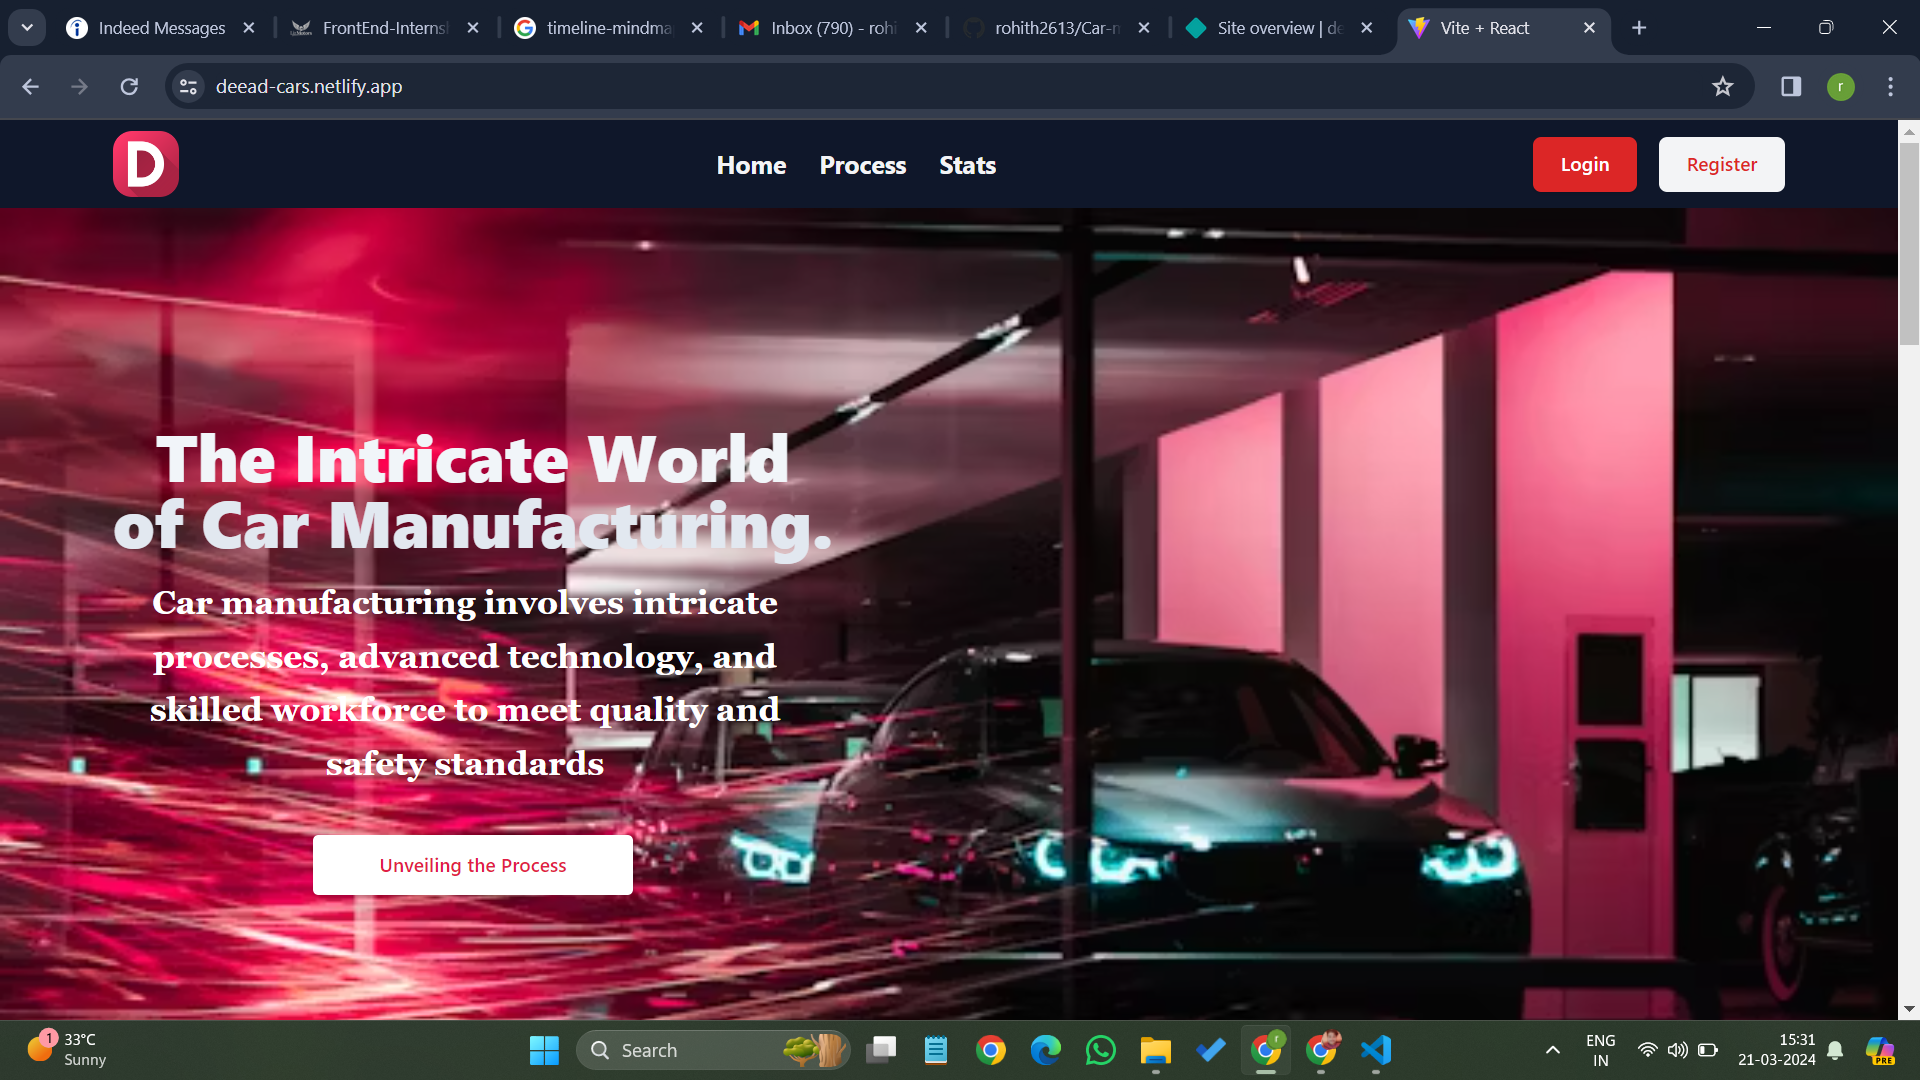 Indeed Messages
FrontEnd-Interns
timeline-mindma
Inbox (790) - rohi
rohith2613/Car-m
Site overview | de
Vite + React
deead-cars.netlify.app
r
D
Home
Process
Stats
Login
Register
The Intricate World
of Car Manufacturing.
Car manufacturing involves intricate
processes, advanced technology, and
skilled workforce to meet quality and
safety standards
Unveiling the Process
1
33°C
Sunny
Search
r
ENG
IN
15:31
21-03-2024
PRE